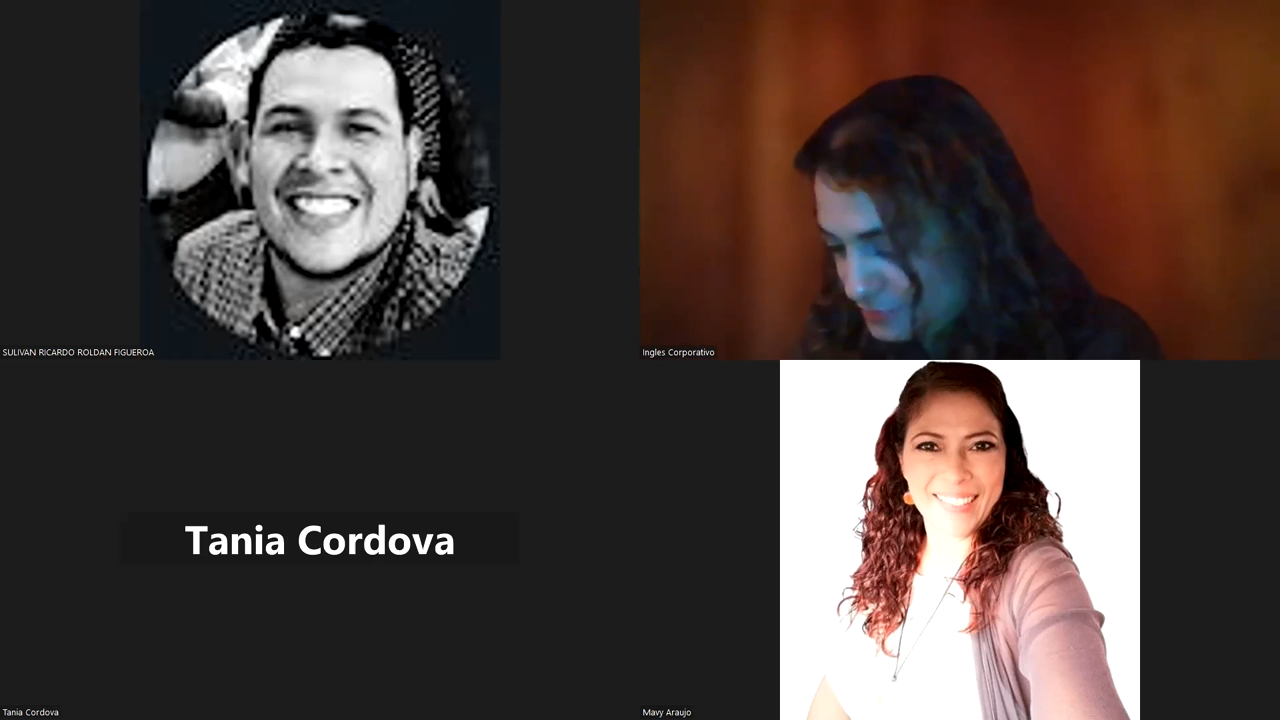 SULIVAN RICARDO ROLDAN FIGUEROA
Ingles Corporativo
Tania Cordova
Tania Cordova
Mavy Araujo